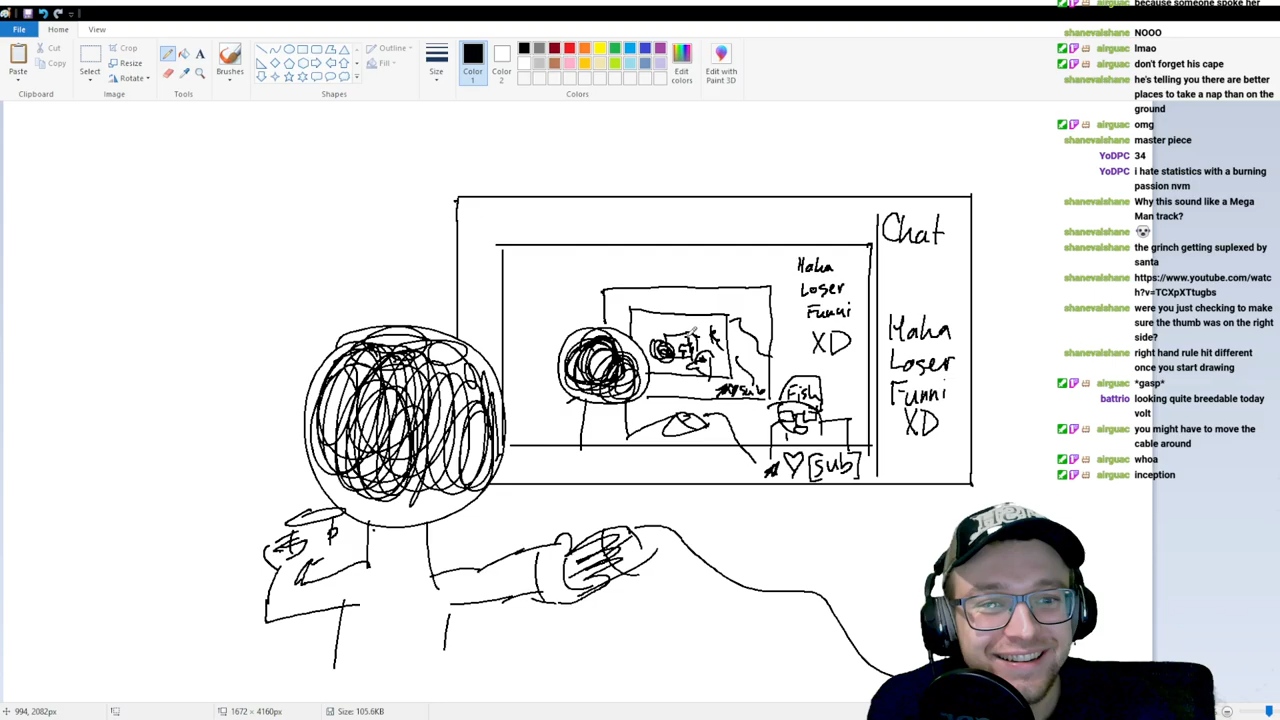 File
Home
View
Paste
Cut
Copy
Clipboard
Select
Crop
Resize
Rotate
Image
Tools
Brushes
Shapes
Outline
Fill
Size
Color
1
Color
2
Edit
colors
Colors
Edit with
Paint 3D
because someone spoke her
shanevalshane NOOO
airguac lmao
airguac don't forget his cape
shanevalshane he's telling you there are better
places to take a nap than on the
ground
airguac omg
shanevalshane master piece
YoDPC 34
YoDPC i hate statistics with a burning
passion nvm
shanevalshane Why this sound like a Mega
Man track?
shanevalshane
shanevalshane the grinch getting suplexed by
santa
shanevalshane https://www.youtube.com/watc
h?v=TCXpXTtugbs
shanevalshane were you just checking to make
sure the thumb was on the right
side?
shanevalshane right hand rule hit different
once you start drawing
airguac *gasp*
battrio looking quite breedable today
volt
airguac you might have to move the
cable around
airguac whoa
airguac inception
Chat
Haha
Loser
Funni
XD
Haha
Loser
Funni
XD
Fish
[sub]
sub
994, 2082px
1672 × 4160px
Size: 105.6KB